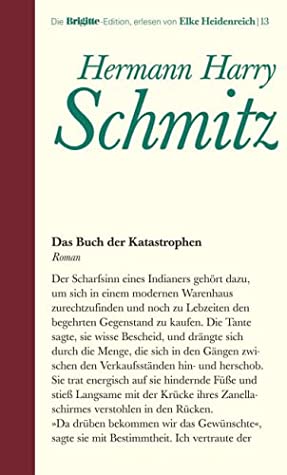 Die Brigitte-Edition, erlesen von Elke Heidenreich | 13
Hermann Harry
Schmitz
Das Buch der Katastrophen
Roman
Der Scharfsinn eines Indianers gehört dazu,
um sich in einem modernen Warenhaus
zurechtzufinden und noch zu Lebzeiten den
begehrten Gegenstand zu kaufen. Die Tante
sagte, sie wisse Bescheid, und drängte sich
durch die Menge, die sich in den Gängen zwi-
schen den Verkaufsständen hin- und herschob.
Sie trat energisch auf sie hindernde Füße und
stieß Langsame mit der Krücke ihres Zanella-
schirmes verstohlen in den Rücken.
»Da drüben bekommen wir das Gewünschte«,
sagte sie mit Bestimmtheit. Ich vertraute der